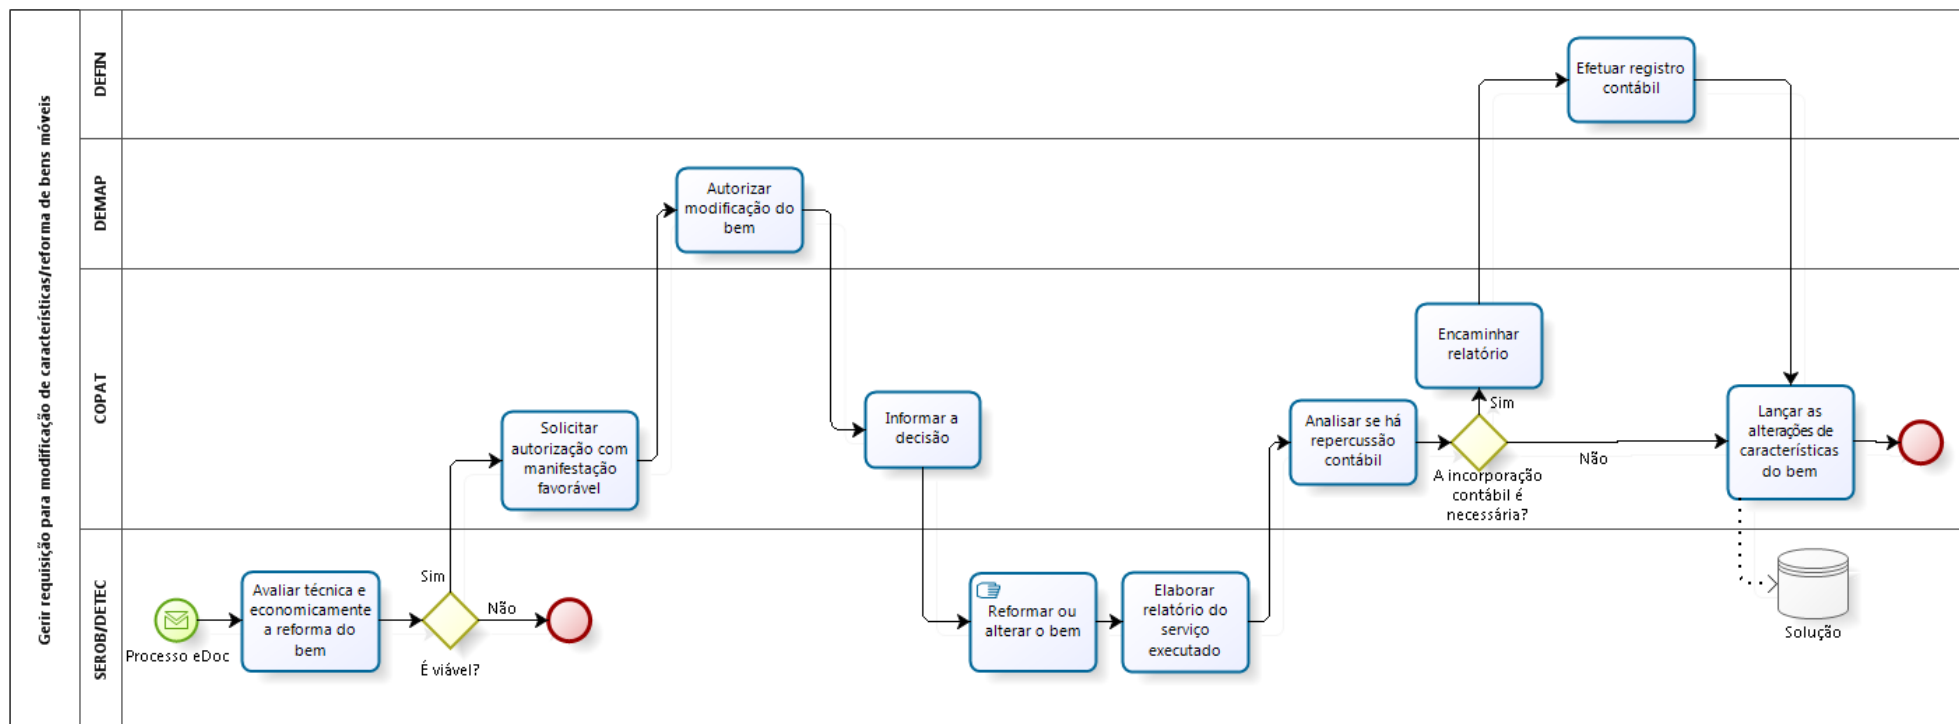 Gerir requisição para modificação de características/reforma de bens móveis
DEFIN
Efetuar registro
contábil
DEMAP
Autorizar
modificação do
bem
COPAT
Solicitar
autorização com
manifestação
favorável
Informar a
decisão
Analisar se há
repercussão
contábil
Encaminhar
relatório
Sim
Não
A incorporação
contábil é
necessária?
Lançar as
alterações de
características
do bem
SEROB/DETEC
Processo eDoc
Avaliar técnica e
economicamente
a reforma do
bem
Sim
Não
É viável?
Reformar ou
alterar o bem
Elaborar
relatório do
serviço
executado
Solução